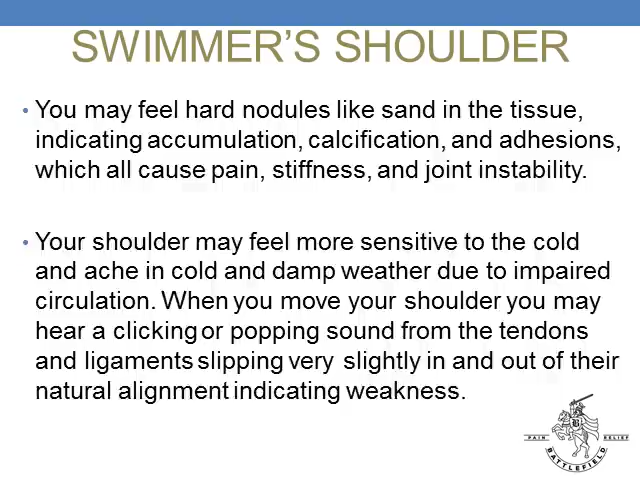 SWIMMER'S SHOULDER
• You may feel hard nodules like sand in the tissue,
indicating accumulation, calcification, and adhesions,
which all cause pain, stiffness, and joint instability.
• Your shoulder may feel more sensitive to the cold
and ache in cold and damp weather due to impaired
circulation. When you move your shoulder you may
hear a clicking or popping sound from the tendons
and ligaments slipping very slightly in and out of their
natural alignment indicating weakness.
PAIN RELIEF
B
BATTLEFIELD